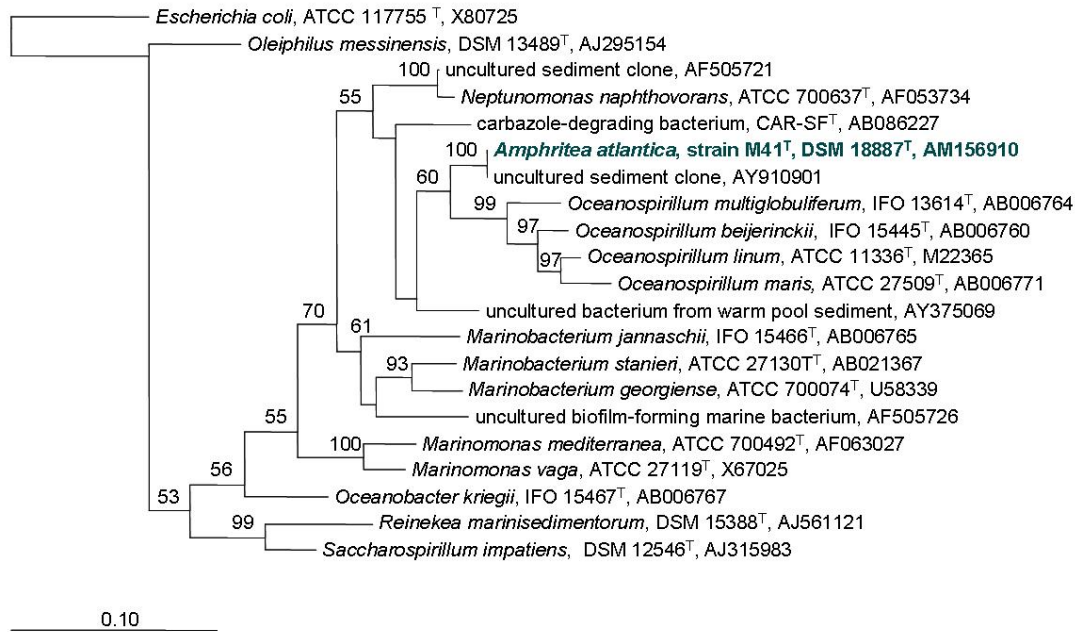 Escherichia coli, ATCC 117755 T, X80725
Oleiphilus messinensis, DSM 13489T, AJ295154
100 uncultured sediment clone, AF505721
55
Neptunomonas naphthovorans, ATCC 700637T, AF053734
carbazole-degrading bacterium, CAR-SFT, AB086227
100 Amphritea atlantica, strain M41T, DSM 18887T, AM156910
60 uncultured sediment clone, AY910901
99 Oceanospirillum multiglobuliferum, IFO 13614T, AB006764
97 Oceanospirillum beijerinckii, IFO 15445T, AB006760
97 Oceanospirillum linum, ATCC 11336T, M22365
Oceanospirillum maris, ATCC 27509T, AB006771
uncultured bacterium from warm pool sediment, AY375069
70 61
Marinobacterium jannaschii, IFO 15466T, AB006765
93 Marinobacterium stanieri, ATCC 27130TT, AB021367
Marinobacterium georgiense, ATCC 700074T, U58339
55 uncultured biofilm-forming marine bacterium, AF505726
100 Marinomonas mediterranea, ATCC 700492T, AF063027
56 Marinomonas vaga, ATCC 27119T, X67025
53 Oceanobacter kriegii, IFO 15467T, AB006767
99 Reinekea marinisedimentorum, DSM 15388T, AJ561121
Saccharospirillum impatiens, DSM 12546T, AJ315983
0.10